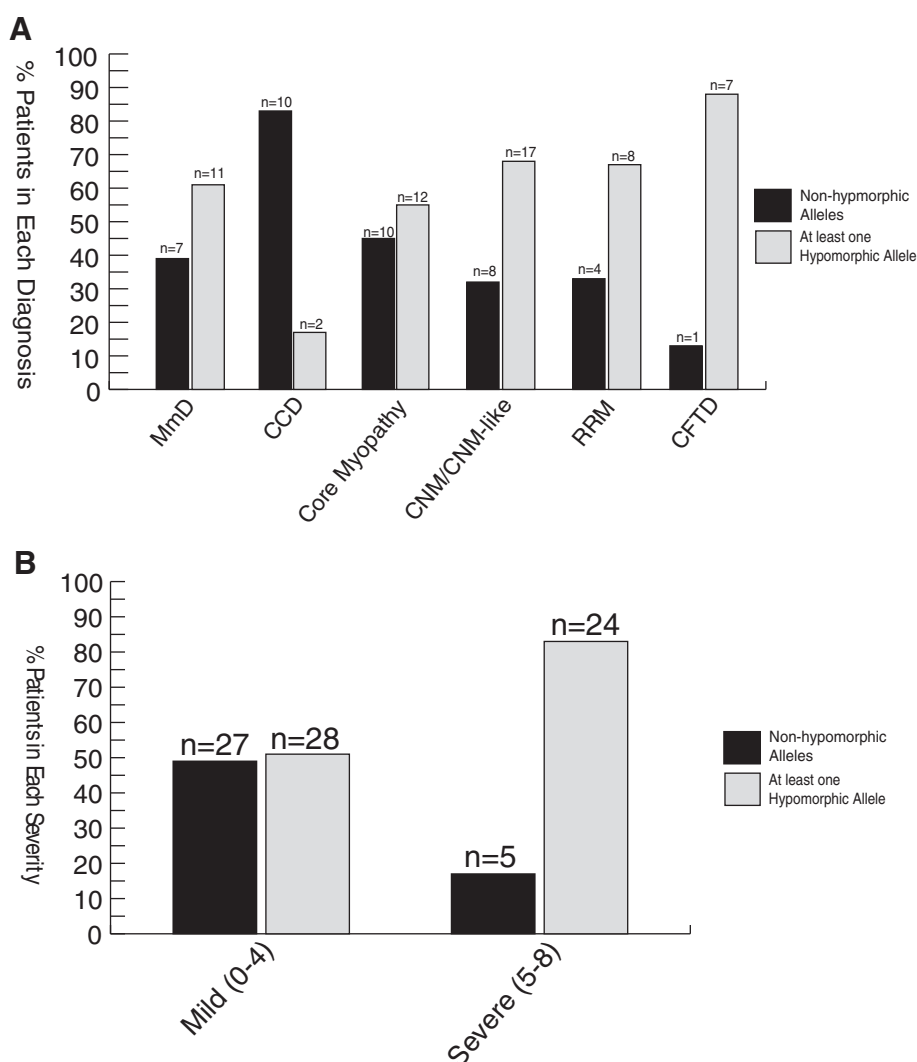 A
% Patients in Each Diagnosis
100
90
80
70
60
50
40
30
20
10
0
n=7
n=11
n=10
n=2
n=10
n=12
n=8
n=17
n=4
n=8
n=1
n=7
MmD
CCD
Core Myopathy
CNM/CNM-like
RRM
CFTD
Non-hypmorphic
Alleles
At least one
Hypomorphic Allele
B
% Patients in Each Severity
100
90
80
70
60
50
40
30
20
10
0
n=27
n=28
n=5
n=24
Mild (0-4)
Severe (5-8)
Non-hypomorphic
Alleles
At least one
Hypomorphic Allele